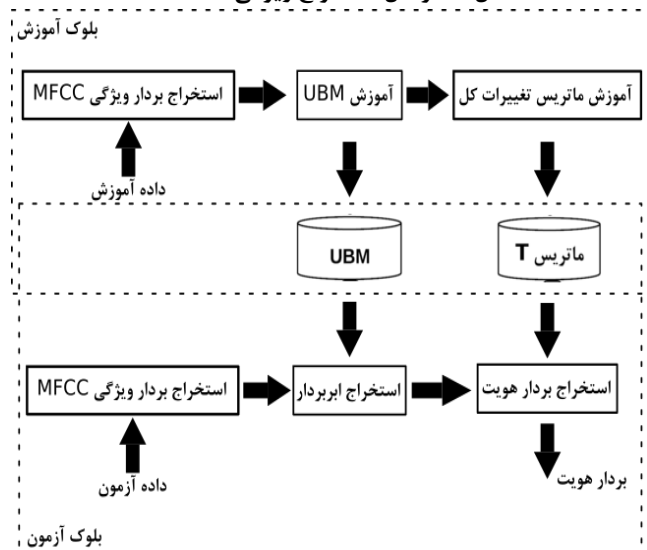 بلوک آموزش
استخراج بردار ویژگی MFCC
آموزش UBM
آموزش ماتریس تغییرات کل
داده آموزش
UBM
ماتریس T
استخراج بردار ویژگی MFCC
استخراج ابربردار
استخراج بردار هویت
داده آزمون
بردار هویت
بلوک آزمون